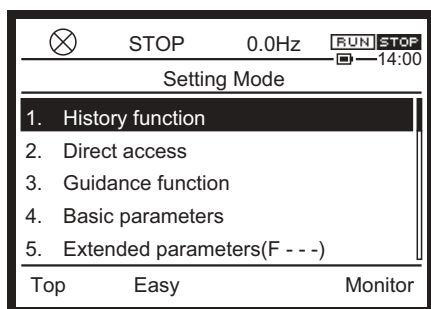 STOP 0.0Hz RUN STOP
14:00
Setting Mode
1. History function
2. Direct access
3. Guidance function
4. Basic parameters
5. Extended parameters(F - - -)
Top Easy Monitor